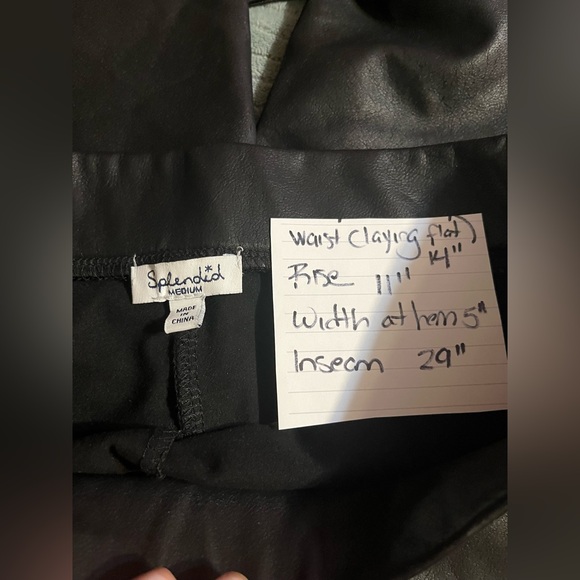 Splendid
MEDIUM
MADE
IN
CHINA
Waist (laying flat)
14"
Rise 11"
Width at hem 5"
Inseam 29"